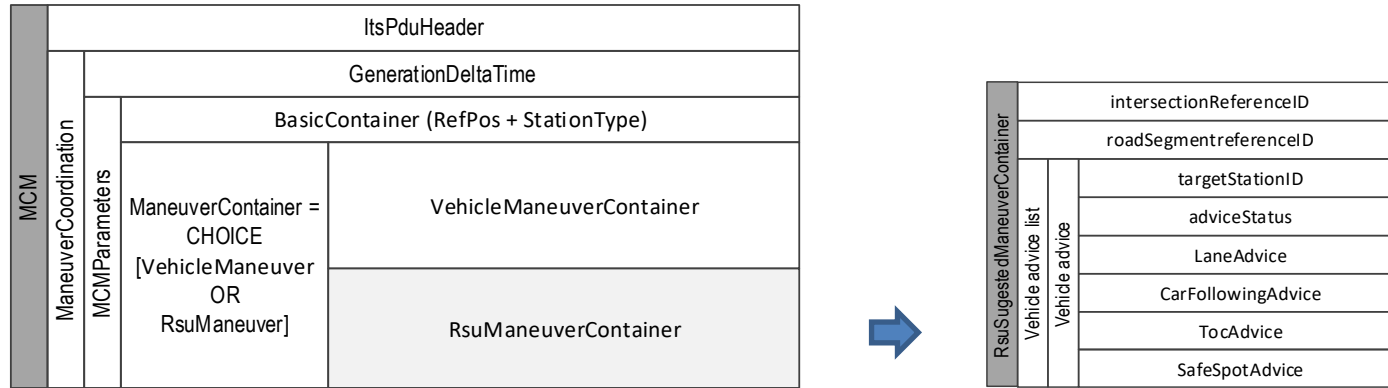 MCM
ItsPduHeader
ManeuverCoordination
GenerationDeltaTime
MCMParameters
BasicContainer (RefPos + StationType)
ManeuverContainer =
CHOICE
[VehicleManeuver
OR
RsuManeuver]
VehicleManeuverContainer
RsuManeuverContainer
RsuSugestedManeuverContainer
intersectionReferenceID
roadSegmentreferenceID
Vehicle advice list
Vehicle advice
targetStationID
adviceStatus
LaneAdvice
CarFollowingAdvice
TocAdvice
SafeSpotAdvice